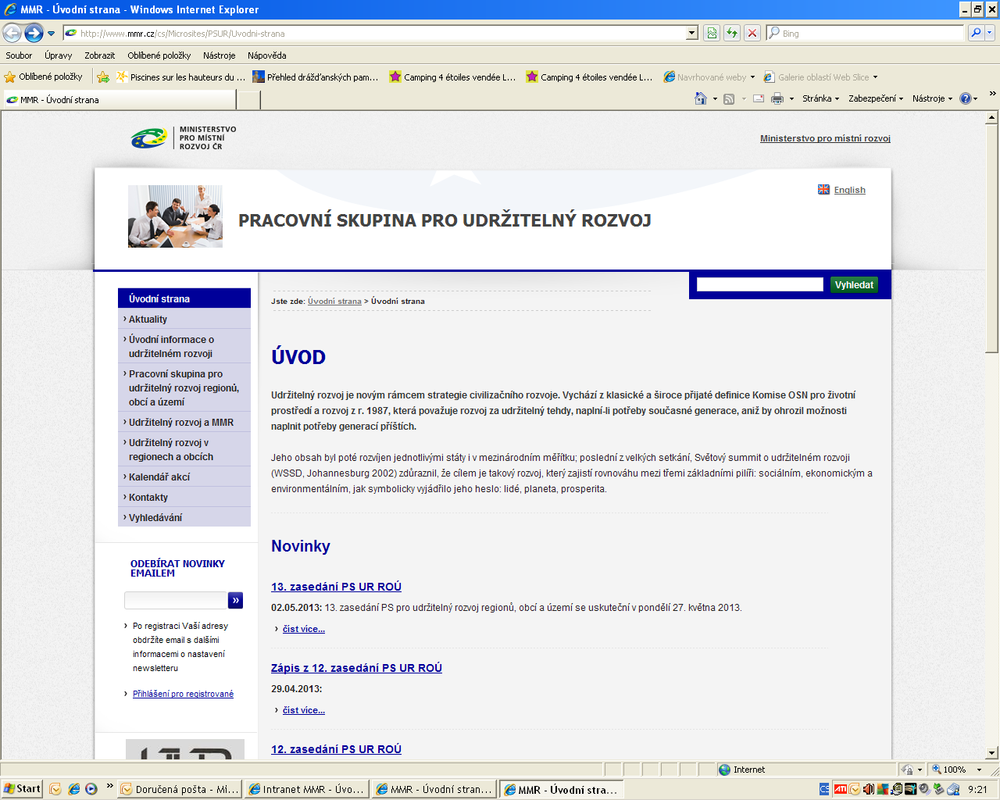 MMR - Úvodní strana - Windows Internet Explorer
http://www.mmr.cz/cs/Microsites/PSUR/Uvodni-strana
Bing
Soubor Úpravy Zobrazit Oblíbené položky Nástroje Nápověda
Oblíbené položky Piscines sur les hauteurs du ... Přehled drážďanských pam... Camping 4 étoiles vendée L... Camping 4 étoiles vendée L... Navrhované weby Galerie oblastí Web Slice
MMR - Úvodní strana
Stránka Zabezpečení Nástroje
MINISTERSTVO
PRO MÍSTNÍ
ROZVOJ ČR
Ministerstvo pro místní rozvoj
English
PRACOVNÍ SKUPINA PRO UDRŽITELNÝ ROZVOJ
Vyhledat
Úvodní strana
Aktuality
Úvodní informace o
udržitelném rozvoji
Pracovní skupina pro
udržitelný rozvoj regionů,
obcí a území
Udržitelný rozvoj a MMR
Udržitelný rozvoj v
regionech a obcích
Kalendář akcí
Kontakty
Vyhledávání
ODEBÍRAT NOVINKY
EMAILEM
Po registraci Vaší adresy
obdržíte email s dalšími
informacemi o nastavení
newsletteru
Přihlášení pro registrované
Jste zde: Úvodní strana > Úvodní strana
ÚVOD
Udržitelný rozvoj je novým rámcem strategie civilizačního rozvoje. Vychází z klasické a široce přijaté definice Komise OSN pro životní
prostředí a rozvoj z r. 1987, která považuje rozvoj za udržitelný tehdy, naplní-li potřeby současné generace, aniž by ohrozil možnosti
naplnit potřeby generací příštích.
Jeho obsah byl poté rozvíjen jednotlivými státy i v mezinárodním měřítku; poslední z velkých setkání, Světový summit o udržitelném rozvoji
(WSSD, Johannesburg 2002) zdůraznil, že cílem je takový rozvoj, který zajistí rovnováhu mezi třemi základními pilíři: sociálním, ekonomickým a
environmentálním, jak symbolicky vyjádřilo jeho heslo: lidé, planeta, prosperita.
Novinky
13. zasedání PS UR ROÚ
02.05.2013: 13. zasedání PS pro udržitelný rozvoj regionů, obcí a území se uskuteční v pondělí 27. května 2013.
číst více...
Zápis z 12. zasedání PS UR ROÚ
29.04.2013:
číst více...
12. zasedání PS UR ROÚ
Internet
100%
Start Doručená pošta - Mi... Intranet MMR - Úvo... MMR - Úvodní stran... MMR - Úvodní stra... CS ATI 9:21